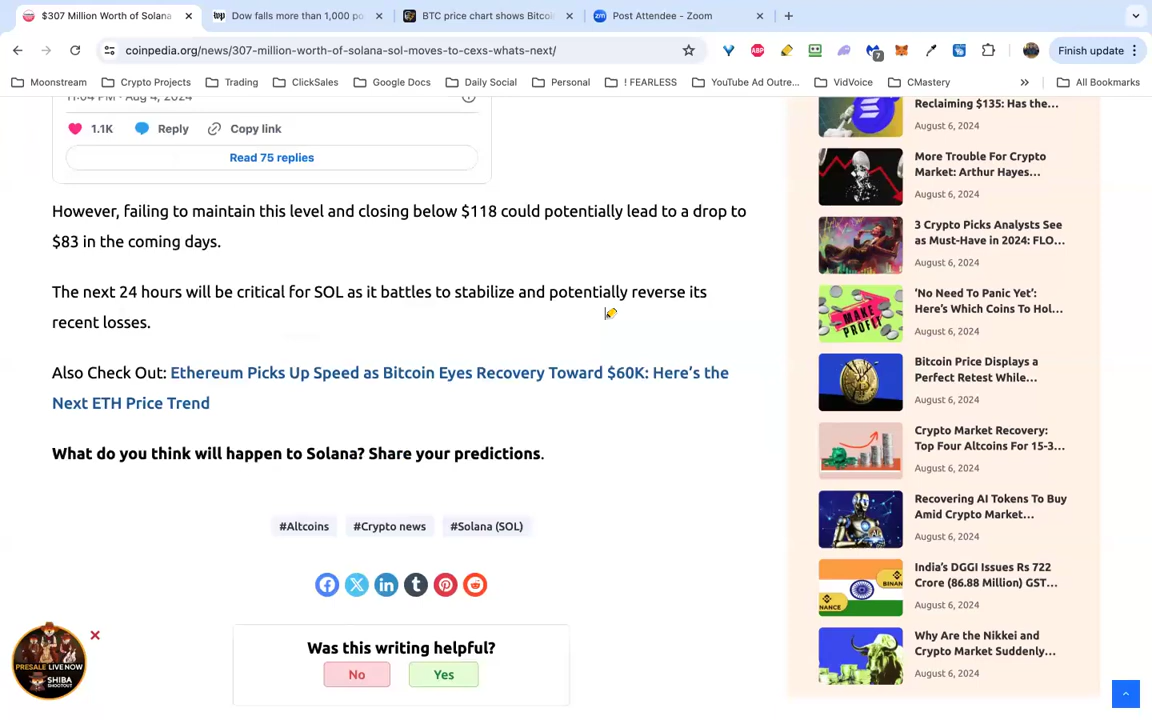 $307 Million Worth of Solana
Dow falls more than 1,000 po
BTC price chart shows Bitcoi
Post Attendee - Zoom
coinpedia.org/news/307-million-worth-of-solana-sol-moves-to-cexs-whats-next/
ABP
7
Finish update
Moonstream
Crypto Projects
Trading
ClickSales
Google Docs
Daily Social
Personal
! FEARLESS
YouTube Ad Outre...
VidVoice
CMastery
»
All Bookmarks
11:04 PM · Aug 4, 2024
1.1K
Reply
Copy link
Read 75 replies
However, failing to maintain this level and closing below $118 could potentially lead to a drop to
$83 in the coming days.
The next 24 hours will be critical for SOL as it battles to stabilize and potentially reverse its
recent losses.
Also Check Out: Ethereum Picks Up Speed as Bitcoin Eyes Recovery Toward $60K: Here’s the
Next ETH Price Trend
What do you think will happen to Solana? Share your predictions.
#Altcoins
#Crypto news
#Solana (SOL)
Was this writing helpful?
No
Yes
PRESALE LIVE NOW
SHIBA
SHOOTOUT
Reclaiming $135: Has the...
August 6, 2024
More Trouble For Crypto
Market: Arthur Hayes...
August 6, 2024
3 Crypto Picks Analysts See
as Must-Have in 2024: FLO...
August 6, 2024
MAKE
PROFIT
‘No Need To Panic Yet’:
Here’s Which Coins To Hol...
August 6, 2024
Bitcoin Price Displays a
Perfect Retest While...
August 6, 2024
Crypto Market Recovery:
Top Four Altcoins For 15-3...
August 6, 2024
Recovering AI Tokens To Buy
Amid Crypto Market...
August 6, 2024
BINAN
NANCE
India’s DGGI Issues Rs 722
Crore (86.88 Million) GST...
August 6, 2024
Why Are the Nikkei and
Crypto Market Suddenly...
August 6, 2024